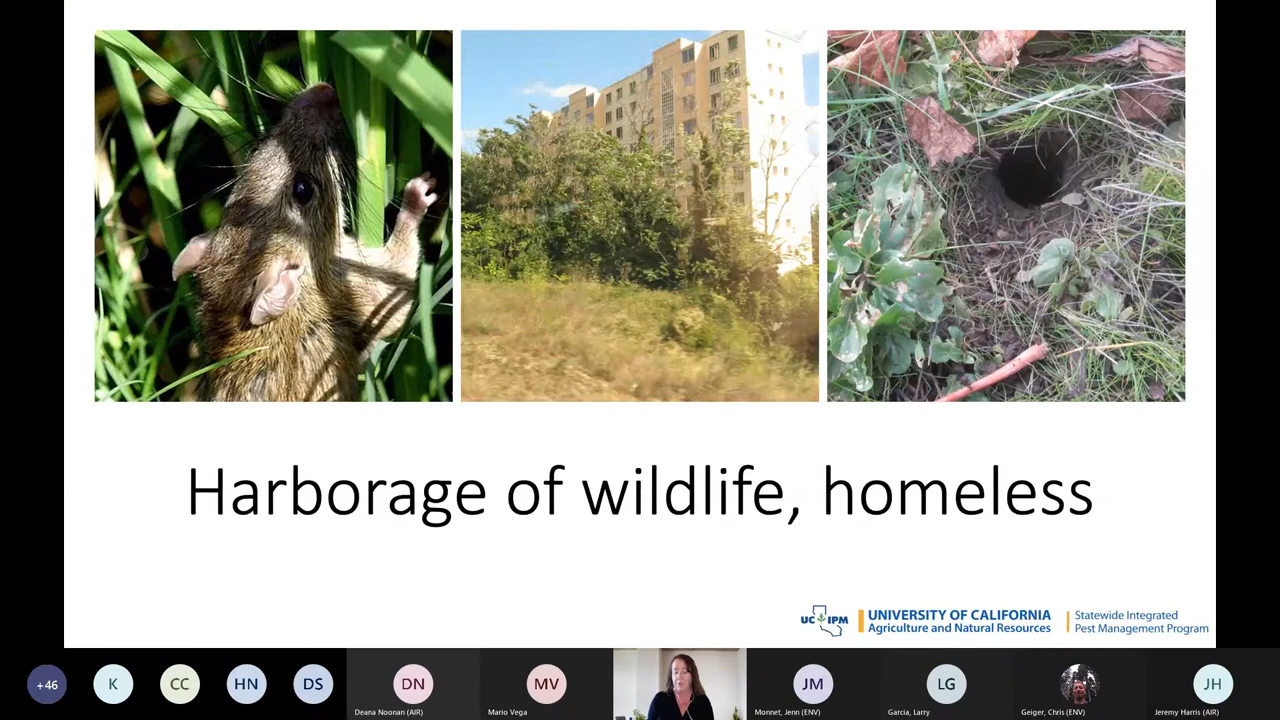 Harborage of wildlife, homeless
UC IPM
UNIVERSITY OF CALIFORNIA
Agriculture and Natural Resources
Statewide Integrated
Pest Management Program
+46
K
CC
HN
DS
DN
Deana Noonan (AIR)
MV
Mario Vega
JM
Monnet, Jenn (ENV)
LG
Garcia, Larry
Geiger, Chris (ENV)
JH
Jeremy Harris (AIR)